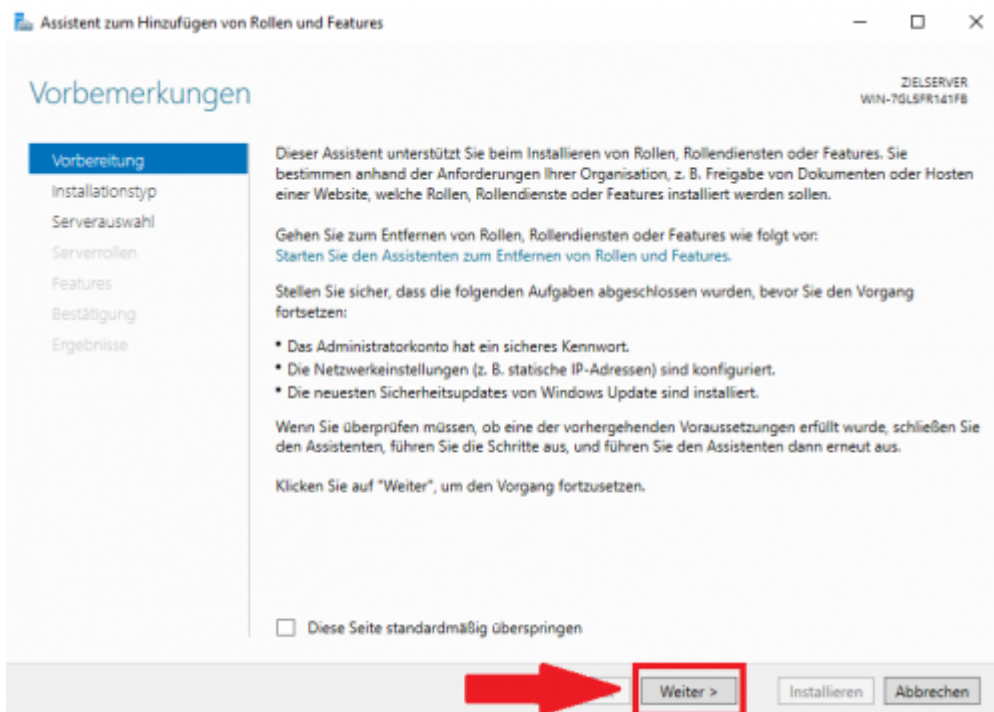 Assistent zum Hinzufügen von Rollen und Features
Vorbemerkungen
ZIELSERVER
WIN-7GLSFR141FB
Vorbereitung
Installationstyp
Serverauswahl
Serverrollen
Features
Bestätigung
Ergebnisse
Dieser Assistent unterstützt Sie beim Installieren von Rollen, Rollendiensten oder Features. Sie
bestimmen anhand der Anforderungen Ihrer Organisation, z. B. Freigabe von Dokumenten oder Hosten
einer Website, welche Rollen, Rollendienste oder Features installiert werden sollen.
Gehen Sie zum Entfernen von Rollen, Rollendiensten oder Features wie folgt vor:
Starten Sie den Assistenten zum Entfernen von Rollen und Features.
Stellen Sie sicher, dass die folgenden Aufgaben abgeschlossen wurden, bevor Sie den Vorgang
fortsetzen:
• Das Administratorkonto hat ein sicheres Kennwort.
• Die Netzwerkeinstellungen (z. B. statische IP-Adressen) sind konfiguriert.
• Die neuesten Sicherheitsupdates von Windows Update sind installiert.
Wenn Sie überprüfen müssen, ob eine der vorhergehenden Voraussetzungen erfüllt wurde, schließen Sie
den Assistenten, führen Sie die Schritte aus, und führen Sie den Assistenten dann erneut aus.
Klicken Sie auf "Weiter", um den Vorgang fortzusetzen.
Diese Seite standardmäßig überspringen
Weiter >
Installieren
Abbrechen